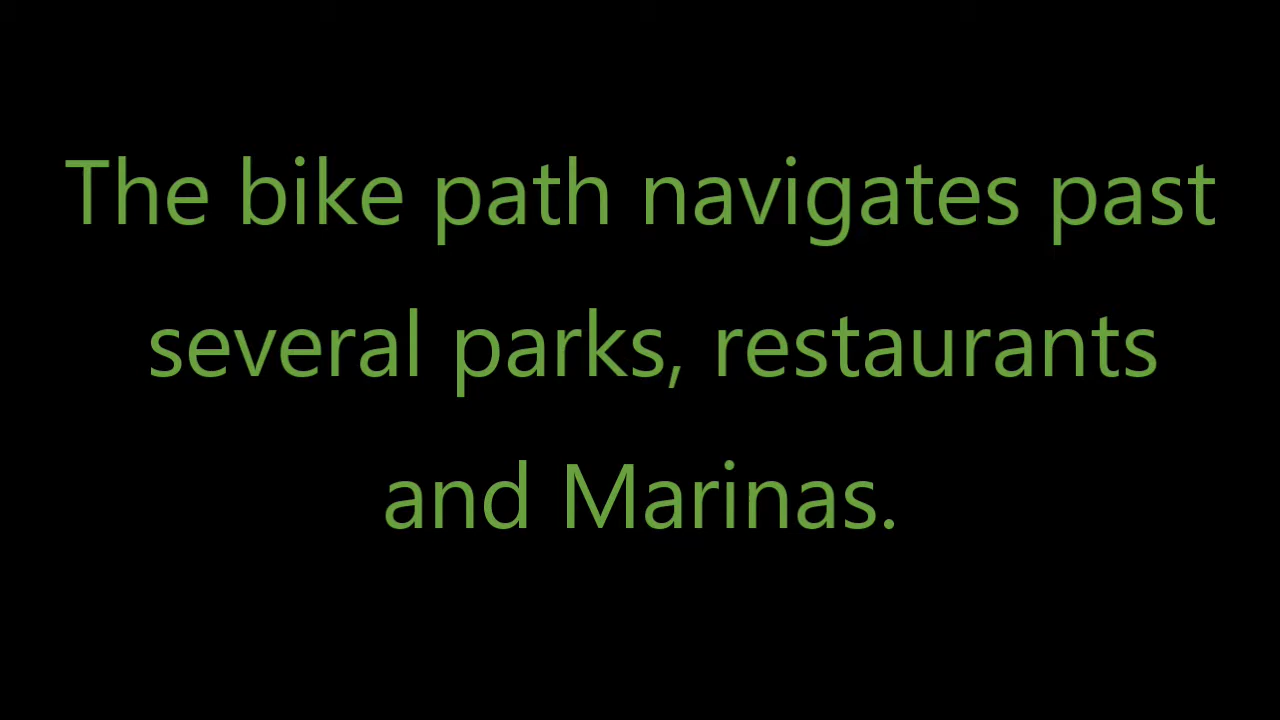 The bike path navigates past
several parks, restaurants
and Marinas.